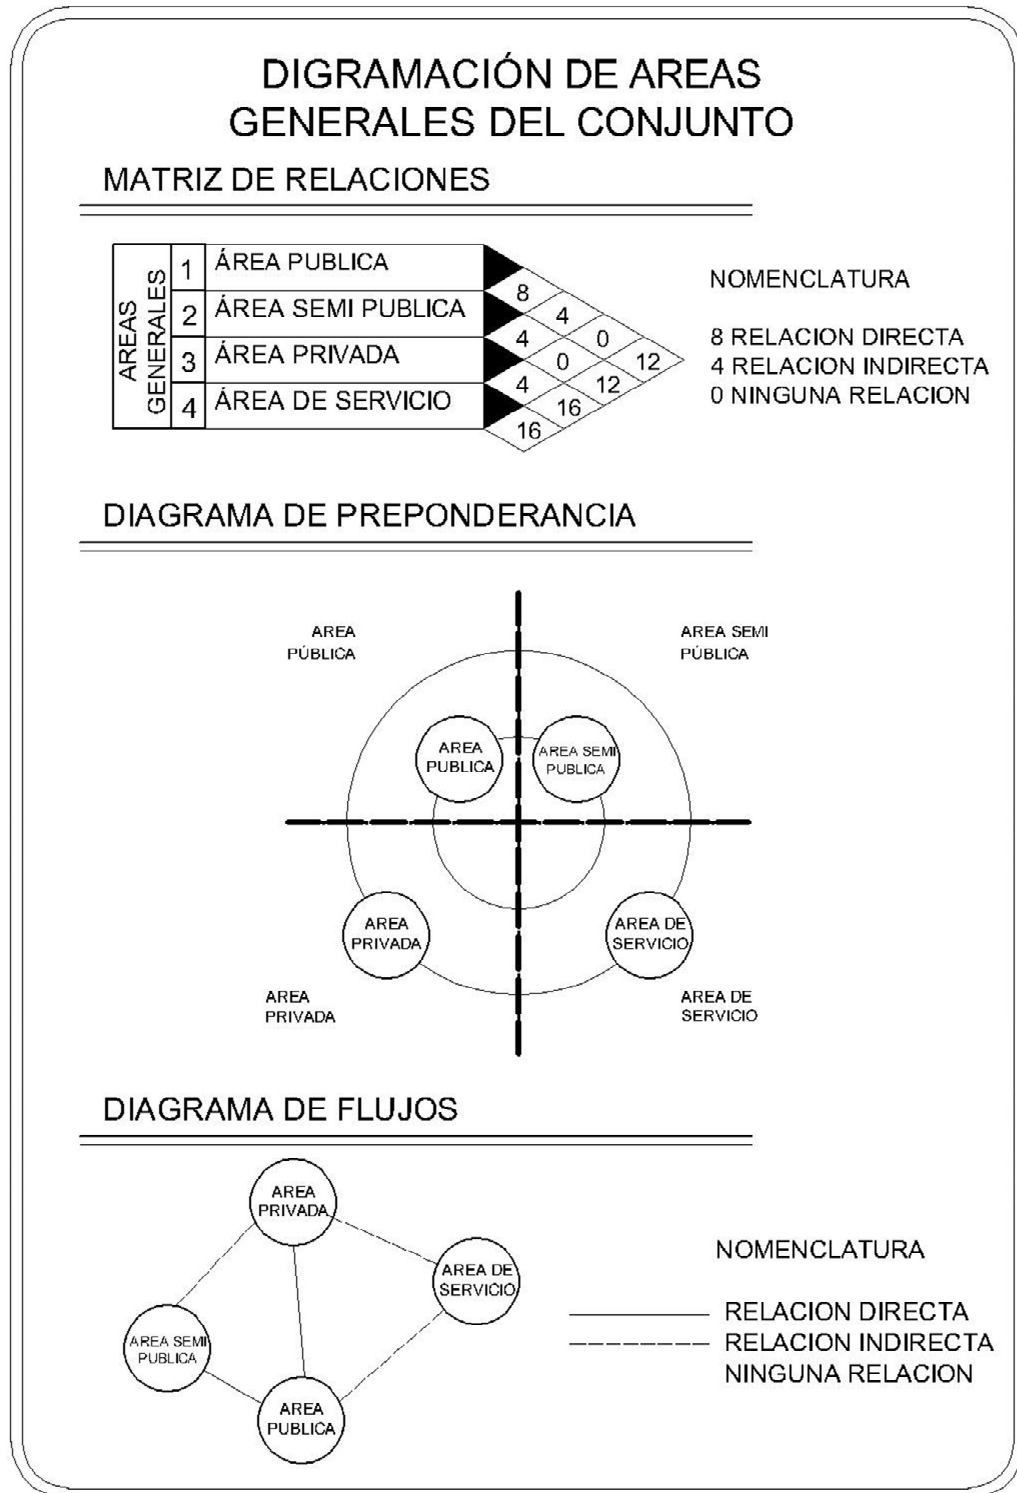 DIGRAMACIÓN DE AREAS
GENERALES DEL CONJUNTO
MATRIZ DE RELACIONES
AREAS
GENERALES
1
ÁREA PUBLICA
2
ÁREA SEMI PUBLICA
3
ÁREA PRIVADA
4
ÁREA DE SERVICIO
8
4
0
12
4
0
12
4
16
16
NOMENCLATURA
8 RELACION DIRECTA
4 RELACION INDIRECTA
0 NINGUNA RELACION
DIAGRAMA DE PREPONDERANCIA
AREA
PÚBLICA
AREA SEMI
PÚBLICA
AREA
PUBLICA
AREA SEMI
PUBLICA
AREA
PRIVADA
AREA DE
SERVICIO
AREA
PRIVADA
AREA DE
SERVICIO
DIAGRAMA DE FLUJOS
AREA
PRIVADA
AREA DE
SERVICIO
AREA SEMI
PUBLICA
AREA
PUBLICA
NOMENCLATURA
RELACION DIRECTA
RELACION INDIRECTA
NINGUNA RELACION